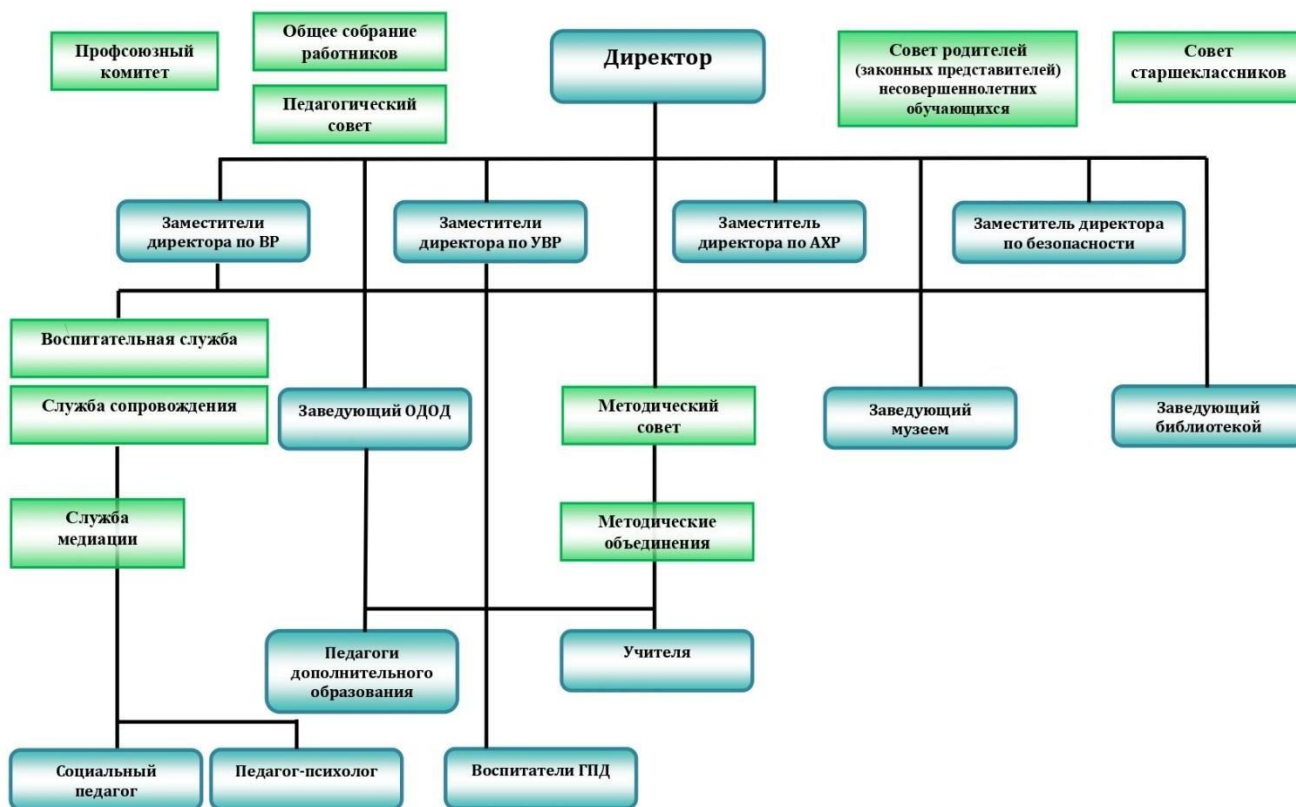 Профсоюзный
комитет
Общее собрание
работников
Педагогический
совет
Директор
Совет родителей
(законных представителей)
несовершеннолетних
обучающихся
Совет
старшеклассников
Заместители
директора по ВР
Заместители
директора по УВР
Заместитель
директора по АХР
Заместитель директора
по безопасности
Воспитательная служба
Служба сопровождения
Заведующий ОДОД
Методический
совет
Заведующий
музеем
Заведующий
библиотекой
Служба
медиации
Методические
объединения
Педагоги
дополнительного
образования
Учителя
Социальный
педагог
Педагог-психолог
Воспитатели ГПД